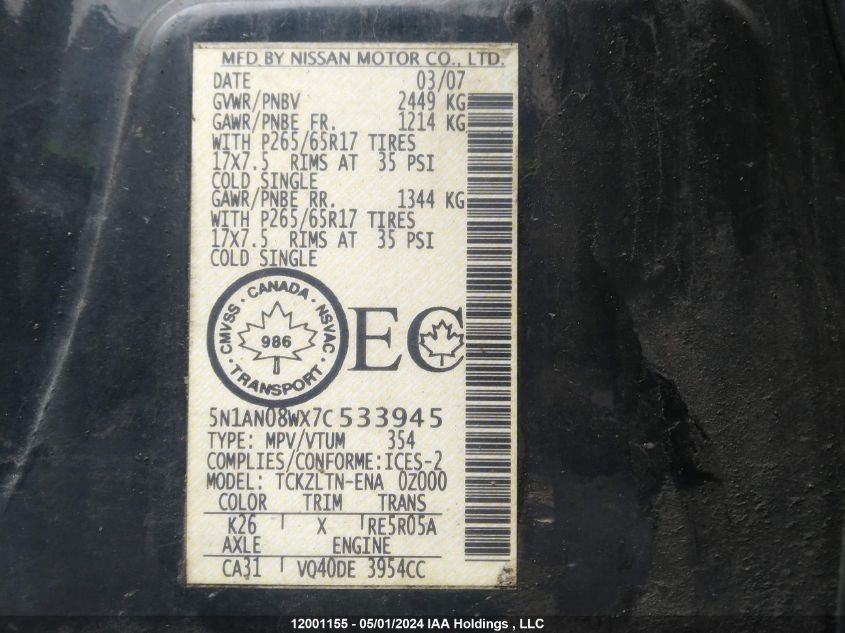 MFD BY NISSAN MOTOR CO., LTD.
DATE 03/07
GVWR/PNBV 2449 KG
GAWR/PNBE FR. 1214 KG
WITH P265/65R17 TIRES
17X7.5 RIMS AT 35 PSI
COLD SINGLE
GAWR/PNBE RR. 1344 KG
WITH P265/65R17 TIRES
17X7.5 RIMS AT 35 PSI
COLD SINGLE
CMVSS · CANADA · NSVAC
986
· TRANSPORT ·
EC
5N1AN08WX7C533945
TYPE: MPV/VTUM 354
COMPLIES/CONFORME:ICES-2
MODEL: TCKZLTN-ENA 0Z000
COLOR TRIM TRANS
K26 X RE5R05A
AXLE ENGINE
CA31 VQ40DE 3954CC
12001155 - 05/01/2024 IAA Holdings , LLC